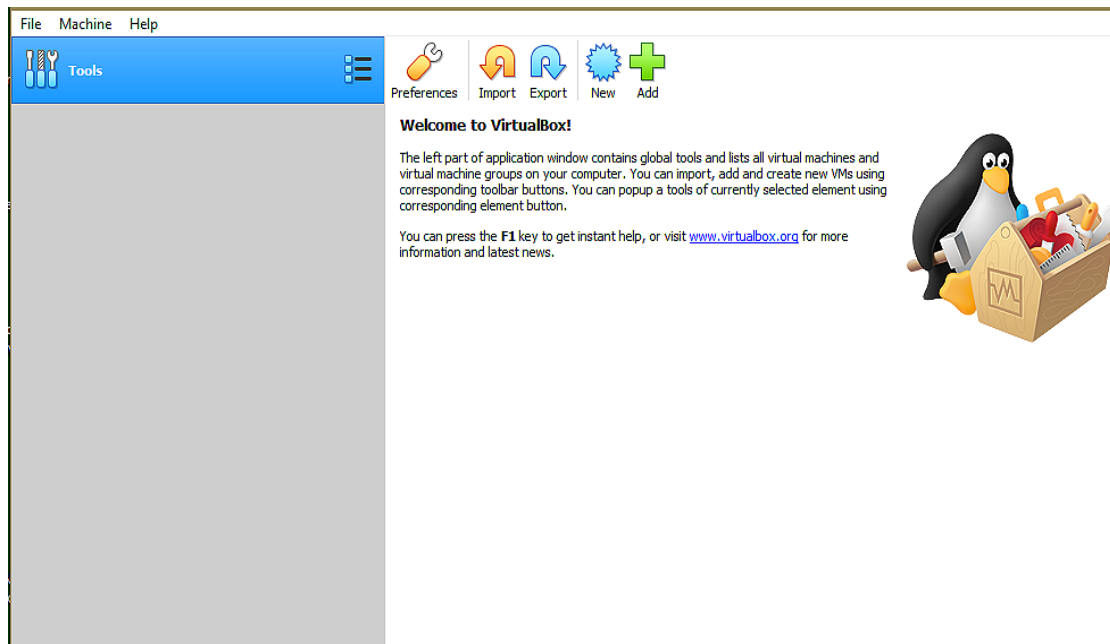 File Machine Help
Tools
Preferences Import Export New Add
Welcome to VirtualBox!
The left part of application window contains global tools and lists all virtual machines and
virtual machine groups on your computer. You can import, add and create new VMs using
corresponding toolbar buttons. You can popup a tools of currently selected element using
corresponding element button.
You can press the F1 key to get instant help, or visit www.virtualbox.org for more
information and latest news.